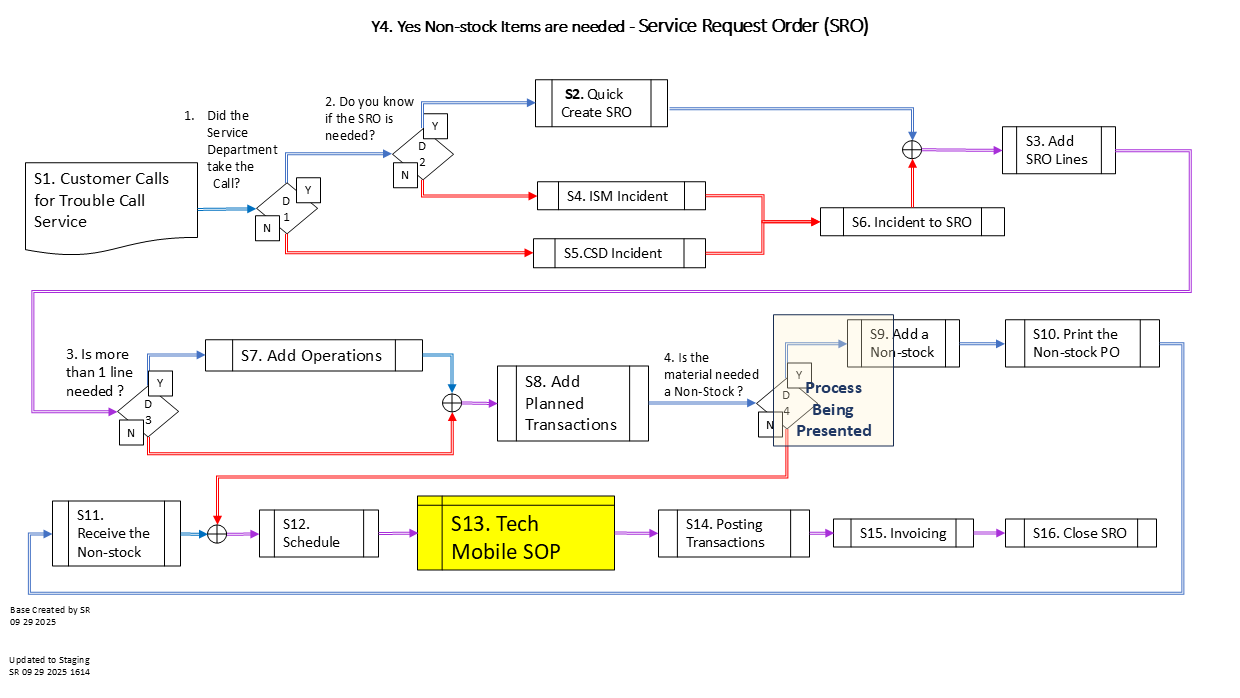 Y4. Yes Non-stock Items are needed - Service Request Order (SRO)
1. Did the
Service
Department
take the
Call?
2. Do you know
if the SRO is
needed?
S2. Quick
Create SRO
Y
D
2
N
S3. Add
SRO Lines
S1. Customer Calls
for Trouble Call
Service
Y
D
1
N
S4. ISM Incident
S6. Incident to SRO
S5.CSD Incident
3. Is more
than 1 line
needed ?
Y
D
3
N
S7. Add Operations
S8. Add
Planned
Transactions
4. Is the
material needed
a Non-Stock ?
Y
D
4
N
Process
Being
Presented
S9. Add a
Non-stock
S10. Print the
Non-stock PO
S11.
Receive the
Non-stock
S12.
Schedule
S13. Tech
Mobile SOP
S14. Posting
Transactions
S15. Invoicing
S16. Close SRO
Base Created by SR
09 29 2025
Updated to Staging
SR 09 29 2025 1614